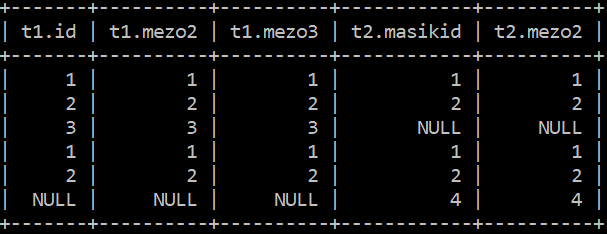 +-------+----------+----------+------------+----------+
| t1.id | t1.mezo2 | t1.mezo3 | t2.masikid | t2.mezo2 |
+-------+----------+----------+------------+----------+
|     1 |        1 |        1 |          1 |        1 |
|     2 |        2 |        2 |          2 |        2 |
|     3 |        3 |        3 |       NULL |     NULL |
|     1 |        1 |        1 |          1 |        1 |
|     2 |        2 |        2 |          2 |        2 |
|  NULL |     NULL |     NULL |          4 |        4 |
+-------+----------+----------+------------+----------+